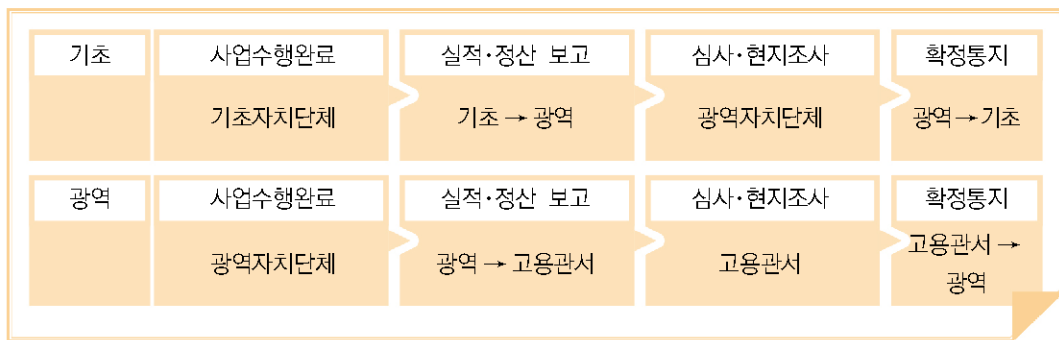 기초 사업수행완료 실적·정산 보고 심사·현지조사 확정통지
기초자치단체 기초 → 광역 광역자치단체 광역→기초
광역 사업수행완료 실적·정산 보고 심사·현지조사 확정통지
광역자치단체 광역 → 고용관서 고용관서 고용관서 →
광역